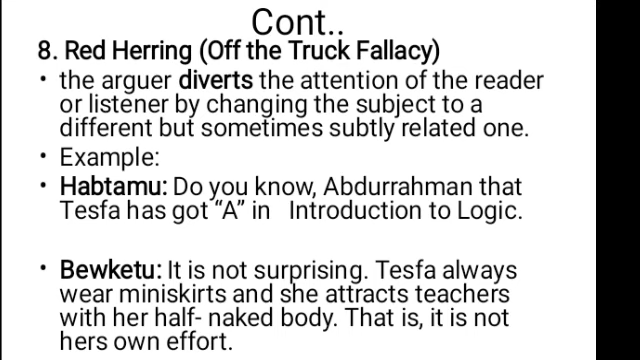 Cont..
8. Red Herring (Off the Truck Fallacy)
• the arguer diverts the attention of the reader
or listener by changing the subject to a
different but sometimes subtly related one.
• Example:
• Habtamu: Do you know, Abdurrahman that
Tesfa has got "A" in Introduction to Logic.
• Bewketu: It is not surprising. Tesfa always
wear miniskirts and she attracts teachers
with her half- naked body. That is, it is not
hers own effort.